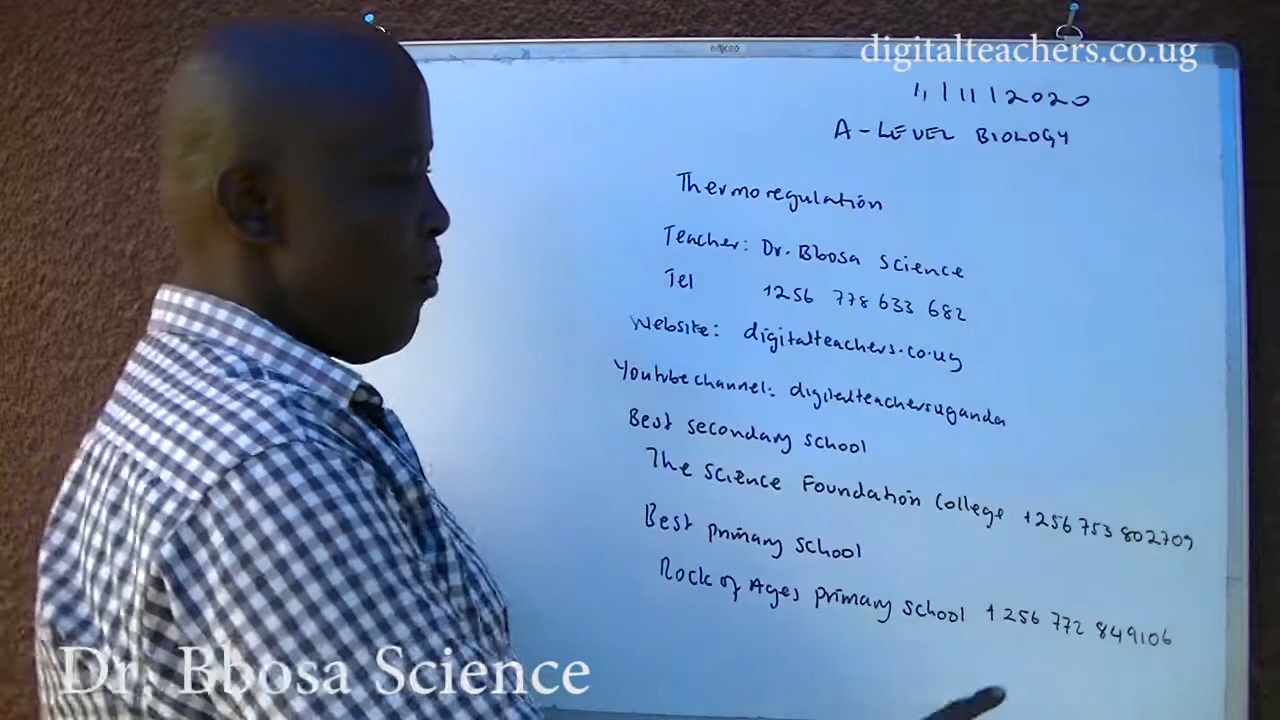 digitalteachers.co.ug
1/11/2020
A-LEVEL BIOLOGY
Thermoregulation
Teacher: Dr. Bbosa Science
Tel +256 778 633 682
Website: digitalteachers.co.ug
Youtube channel: digitalteachersuganda
Best secondary school
The Science Foundation College +256 753 802709
Best primary school
Rock of Ages primary school +256 772 849106
Dr. Bbosa Science